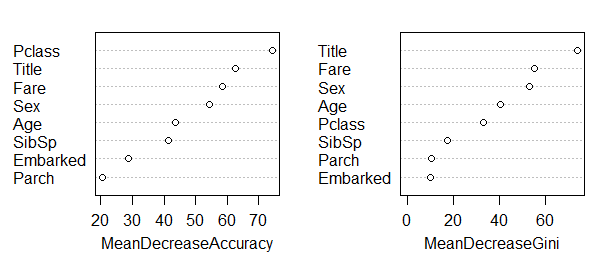 Pclass
Title
Fare
Sex
Age
SibSp
Embarked
Parch
20 30 40 50 60 70
MeanDecreaseAccuracy
Title
Fare
Sex
Age
Pclass
SibSp
Parch
Embarked
0 20 40 60
MeanDecreaseGini